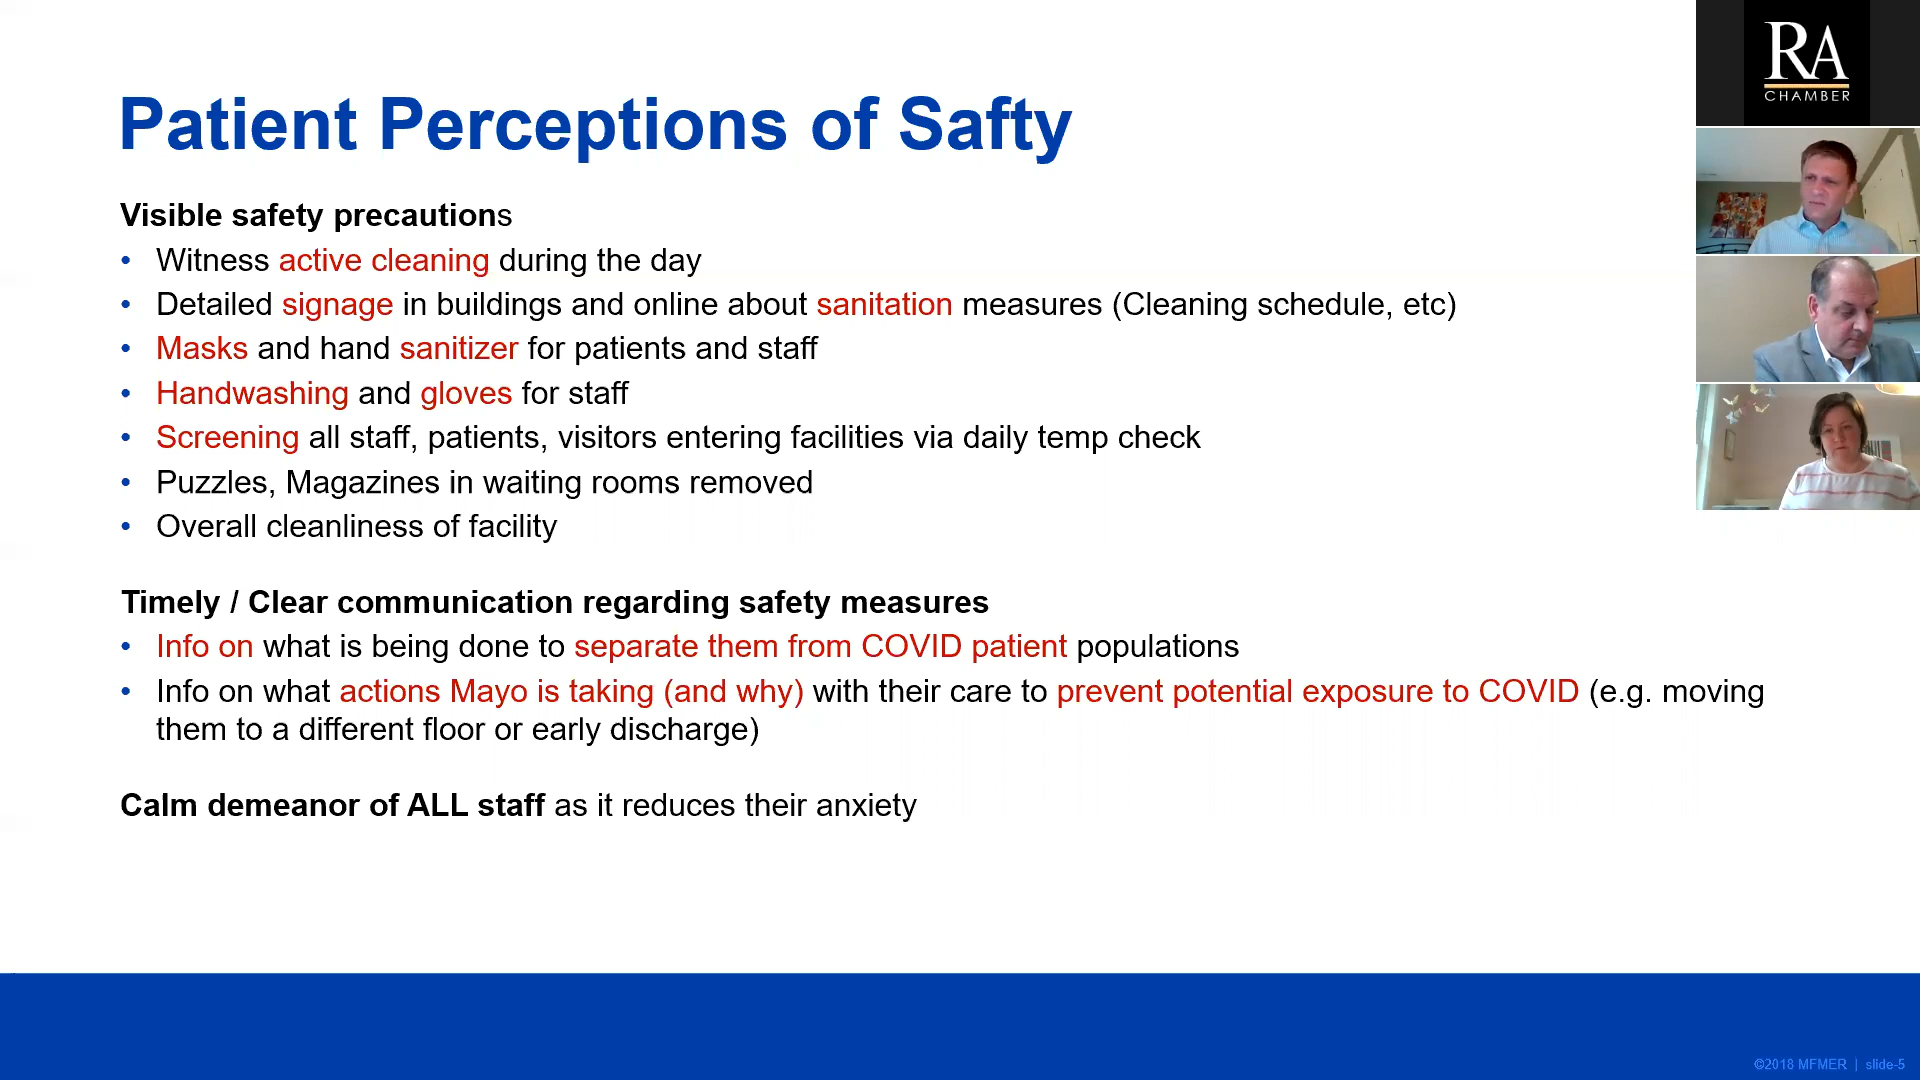 Patient Perceptions of Safty
Visible safety precautions
• Witness active cleaning during the day
• Detailed signage in buildings and online about sanitation measures (Cleaning schedule, etc)
• Masks and hand sanitizer for patients and staff
• Handwashing and gloves for staff
• Screening all staff, patients, visitors entering facilities via daily temp check
• Puzzles, Magazines in waiting rooms removed
• Overall cleanliness of facility
Timely / Clear communication regarding safety measures
• Info on what is being done to separate them from COVID patient populations
• Info on what actions Mayo is taking (and why) with their care to prevent potential exposure to COVID (e.g. moving
them to a different floor or early discharge)
Calm demeanor of ALL staff as it reduces their anxiety
RA
CHAMBER
©2018 MFMER | slide-5